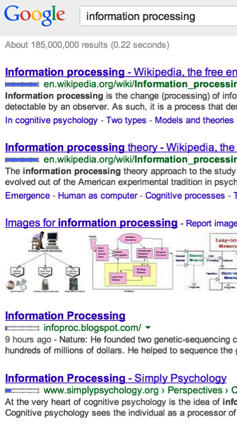 Google information processing
About 185,000,000 results (0.22 seconds)
Information processing - Wikipedia, the free en
en.wikipedia.org/wiki/Information_processin
Information processing is the change (processing) of info
detectable by an observer. As such, it is a process that de
In cognitive psychology - Two types - Models and theories
Information processing theory - Wikipedia, the
en.wikipedia.org/wiki/Information_processin
The information processing theory approach to the study
evolved out of the American experimental tradition in psych
Emergence - Human as computer - Cognitive processes - T
Images for information processing - Report image
Information Processing
infoproc.blogspot.com/
9 hours ago - Nature: He founded two genetic-sequencing c
hundreds of millions of dollars. He helped to sequence the g
Information Processing - Simply Psychology
www.simplypsychology.org › Perspectives › C
At the very heart of cognitive psychology is the idea of info
Cognitive psychology sees the individual as a processor of